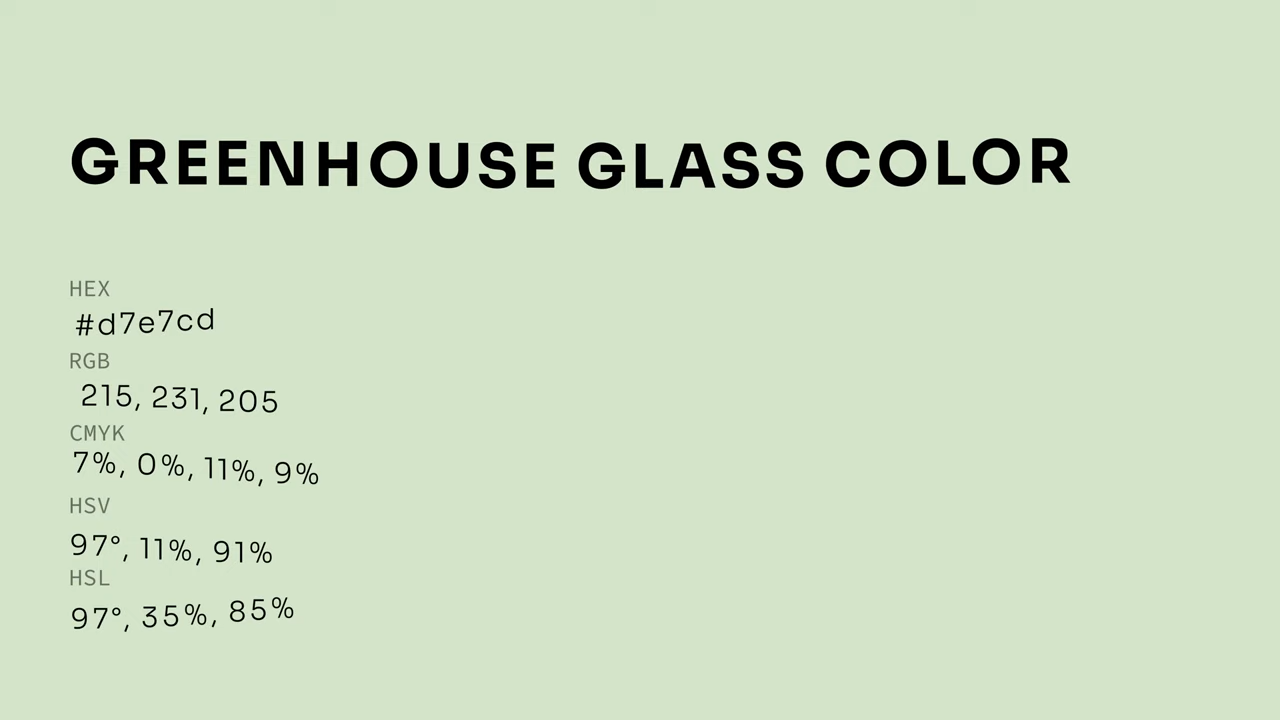 GREENHOUSE GLASS COLOR
HEX
#d7e7cd
RGB
215, 231, 205
CMYK
7%, 0%, 11%, 9%
HSV
97°, 11%, 91%
HSL
97°, 35%, 85%